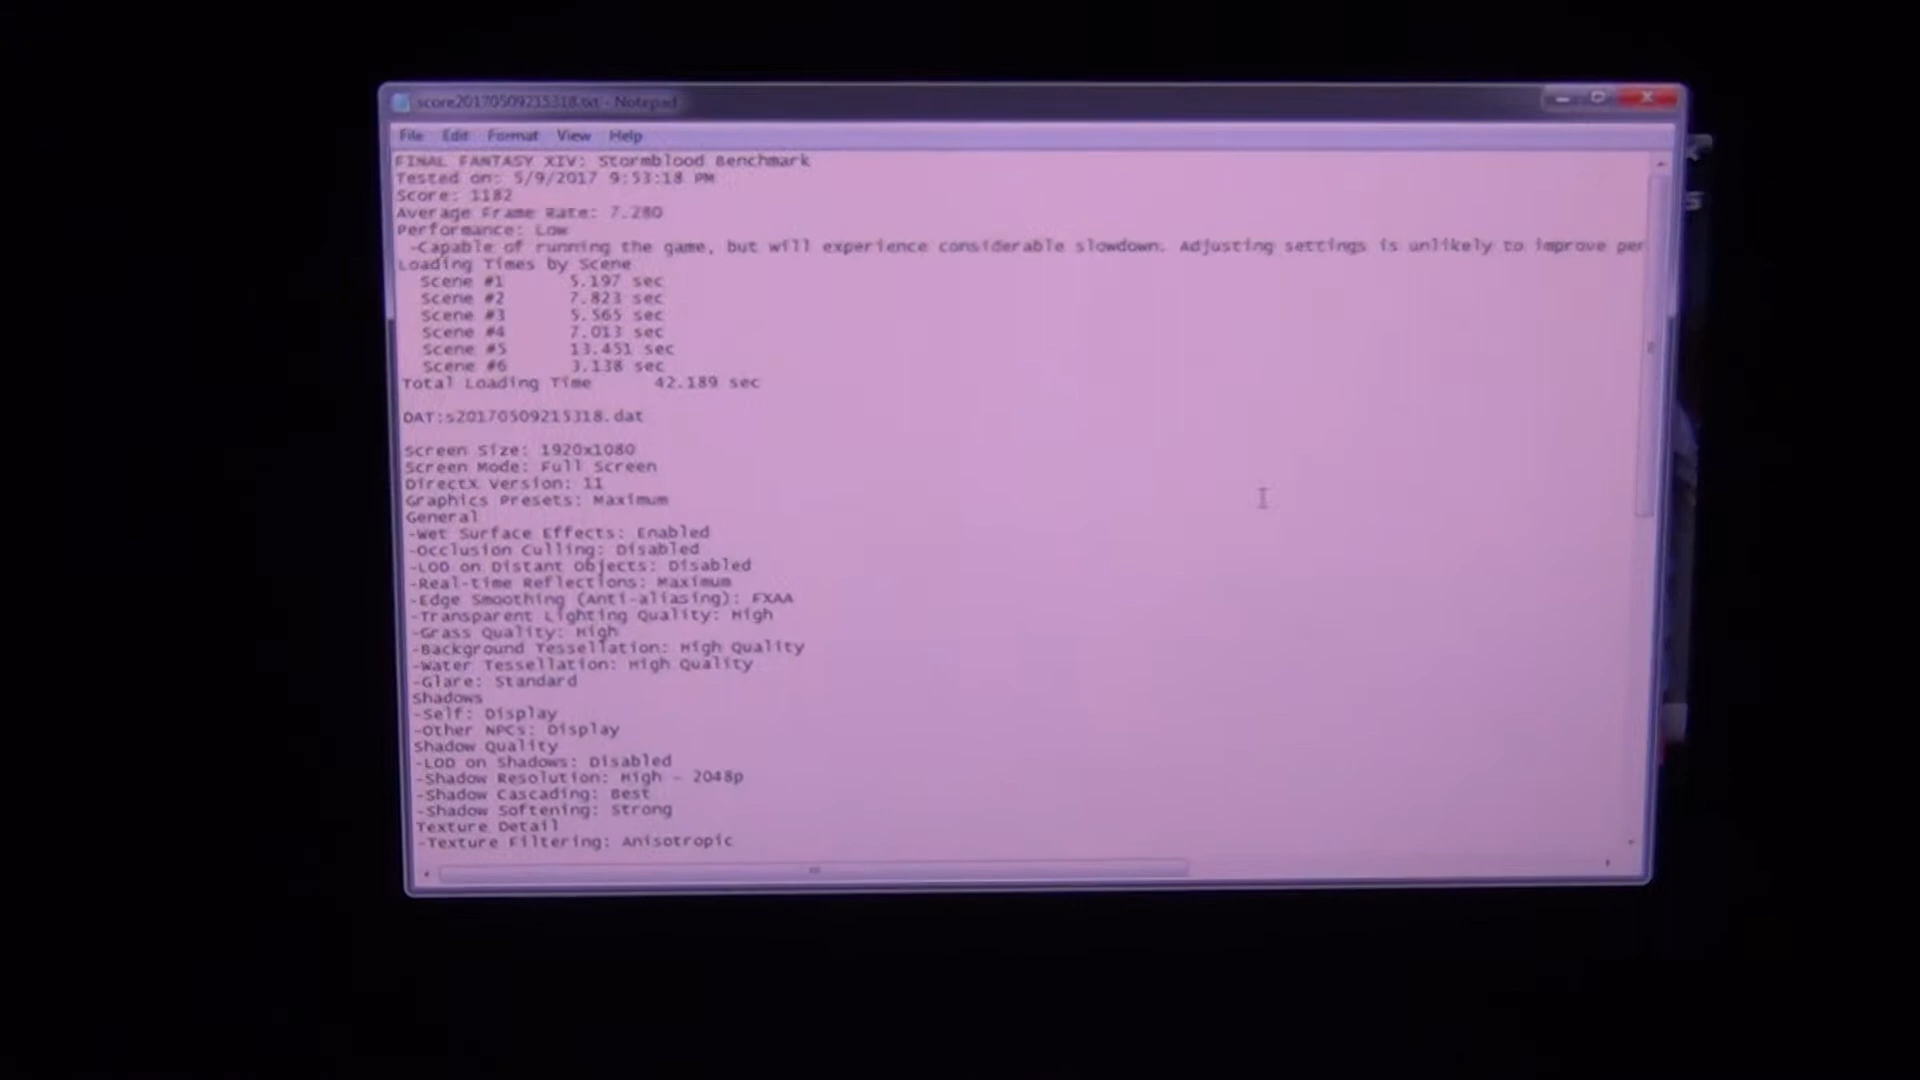 score20170509215318.txt - Notepad
File Edit Format View Help
FINAL FANTASY XIV: Stormblood Benchmark
Tested on: 5/9/2017 9:53:18 PM
Score: 1182
Average Frame Rate: 7.280
Performance: Low
-Capable of running the game, but will experience considerable slowdown. Adjusting settings is unlikely to improve per
Loading Times by Scene
Scene #1 5.197 sec
Scene #2 7.823 sec
Scene #3 5.565 sec
Scene #4 7.013 sec
Scene #5 13.451 sec
Scene #6 3.138 sec
Total Loading Time 42.189 sec
DAT:s20170509215318.dat
Screen Size: 1920x1080
Screen Mode: Full Screen
DirectX Version: 11
Graphics Presets: Maximum
General
-Wet Surface Effects: Enabled
-Occlusion Culling: Disabled
-LOD on Distant Objects: Disabled
-Real-time Reflections: Maximum
-Edge Smoothing (Anti-aliasing): FXAA
-Transparent Lighting Quality: High
-Grass Quality: High
-Background Tessellation: High Quality
-Water Tessellation: High Quality
-Glare: Standard
Shadows
-Self: Display
-Other NPCs: Display
Shadow Quality
-LOD on Shadows: Disabled
-Shadow Resolution: High - 2048p
-Shadow Cascading: Best
-Shadow Softening: Strong
Texture Detail
-Texture Filtering: Anisotropic